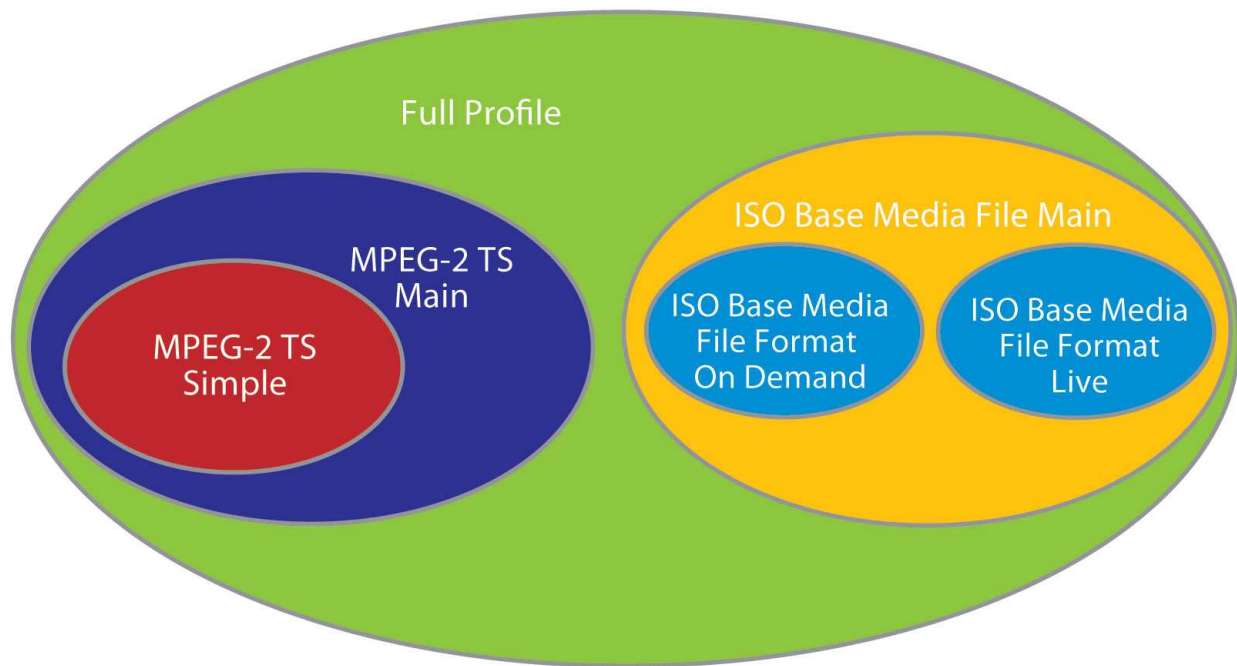 Full Profile
MPEG-2 TS
Main
MPEG-2 TS
Simple
ISO Base Media File Main
ISO Base Media
File Format
On Demand
ISO Base Media
File Format
Live